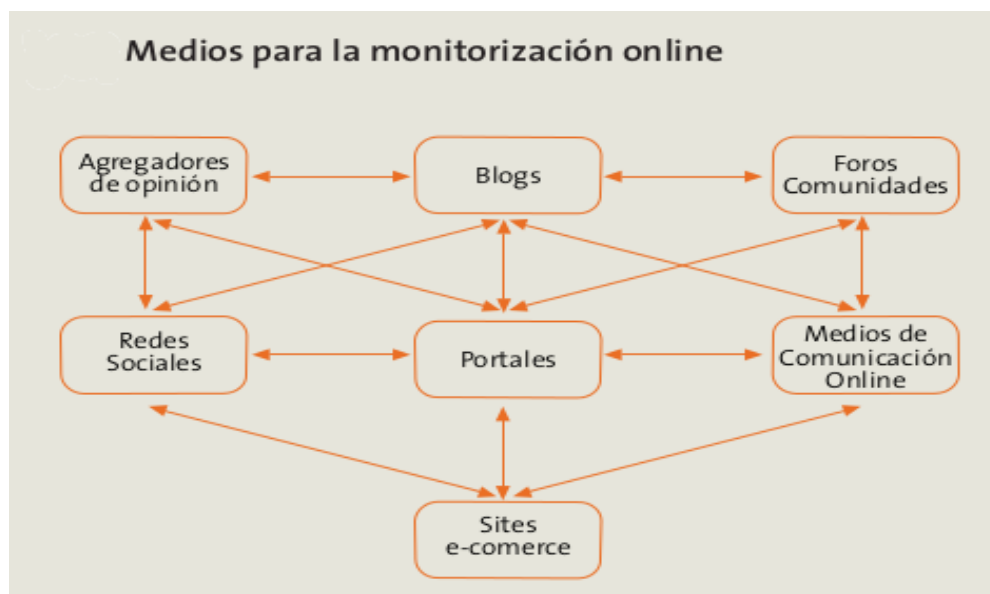 Medios para la monitorización online
Agregadores
de opinión
Blogs
Foros
Comunidades
Redes
Sociales
Portales
Medios de
Comunicación
Online
Sites
e-comerce